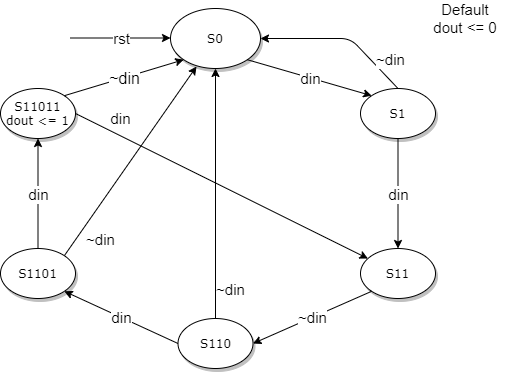 Default
dout <= 0
rst
S0
~din
~din
din
S11011
dout <= 1
din
S1
din
din
~din
S1101
S11
~din
din
~din
S110